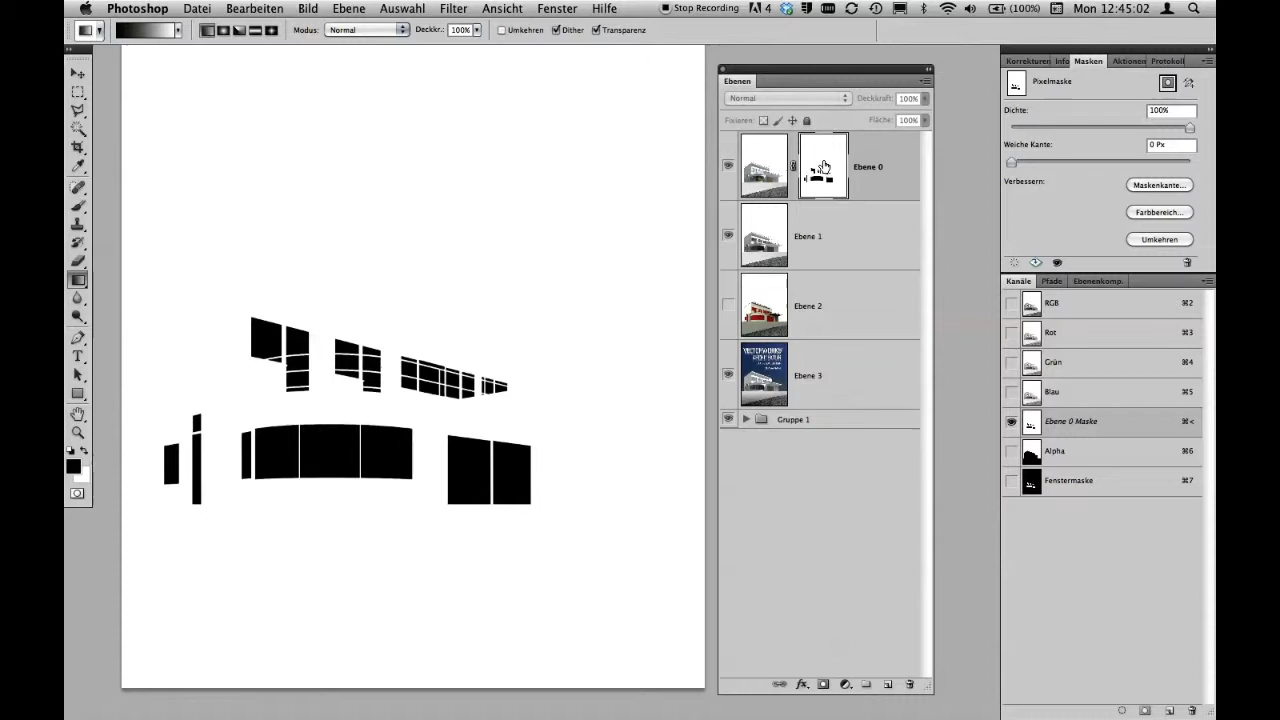 Photoshop Datei Bearbeiten Bild Ebene Auswahl Filter Ansicht Fenster Hilfe Stop Recording 4 (100%) Mon 12:45:02
Modus: Normal Deckkr.: 100% Umkehren Dither Transparenz
Ebenen
Normal Deckkraft: 100%
Fixieren: Fläche: 100%
Ebene 0
Ebene 1
Ebene 2
VECTORWORKS
ARCHITEKTUR
Ebene 3
Gruppe 1
Korrekturen Info Masken Aktionen Protokoll
Pixelmaske
Dichte: 100%
Weiche Kante: 0 Px
Verbessern: Maskenkante...
Farbbereich...
Umkehren
Kanäle Pfade Ebenenkomp.
RGB ⌘2
Rot ⌘3
Grün ⌘4
Blau ⌘5
Ebene 0 Maske ⌘<
Alpha ⌘6
Fenstermaske ⌘7